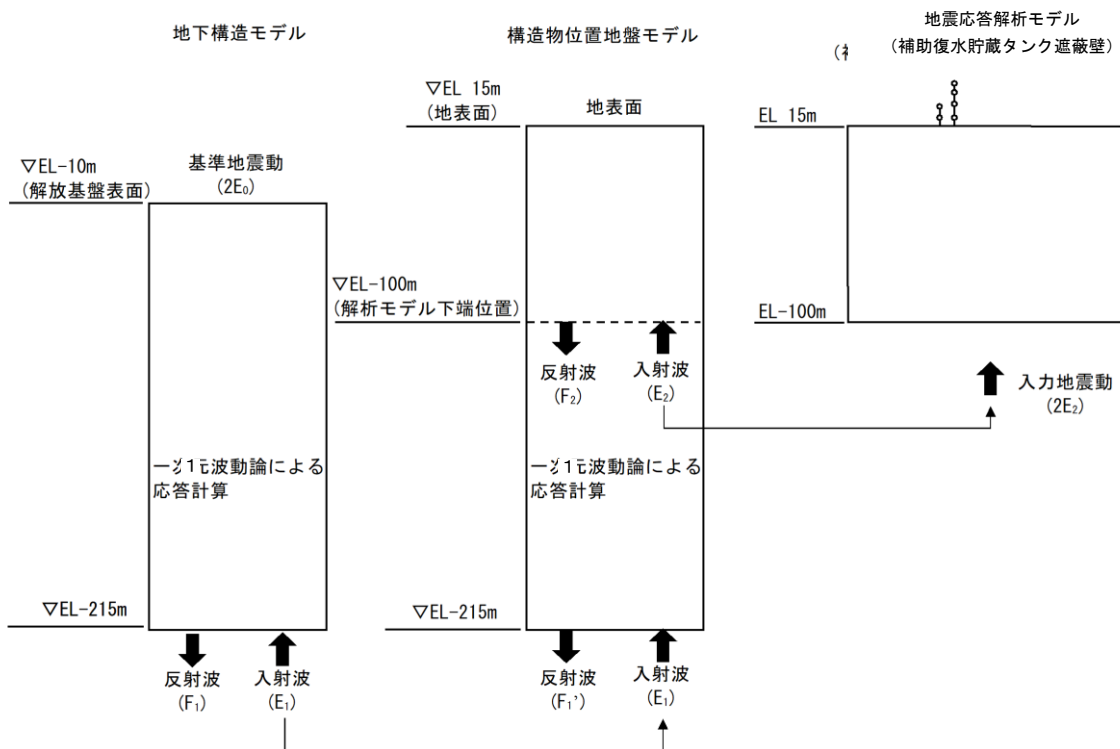 地下構造モデル
▽EL-10m
(解放基盤表面)
基準地震動
(2E₀)
応答計算
▽EL-215m
反射波
(F₁)
入射波
(E₁)
構造物位置地盤モデル
▽EL 15m
(地表面)
地表面
▽EL-100m
(解析モデル下端位置)
反射波
(F₂)
入射波
(E₂)
応答計算
▽EL-215m
反射波
(F₁’)
入射波
(E₁)
地震応答解析モデル
(補助復水貯蔵タンク遮蔽壁)
EL 15m
EL-100m
入力地震動
(2E₂)